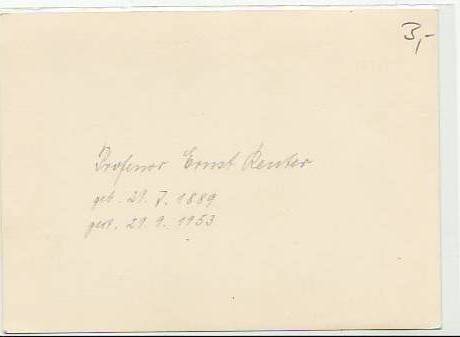 3,-
Professor Ernst Reuter
geb. 29. 7. 1889
gest. 29. 9. 1953